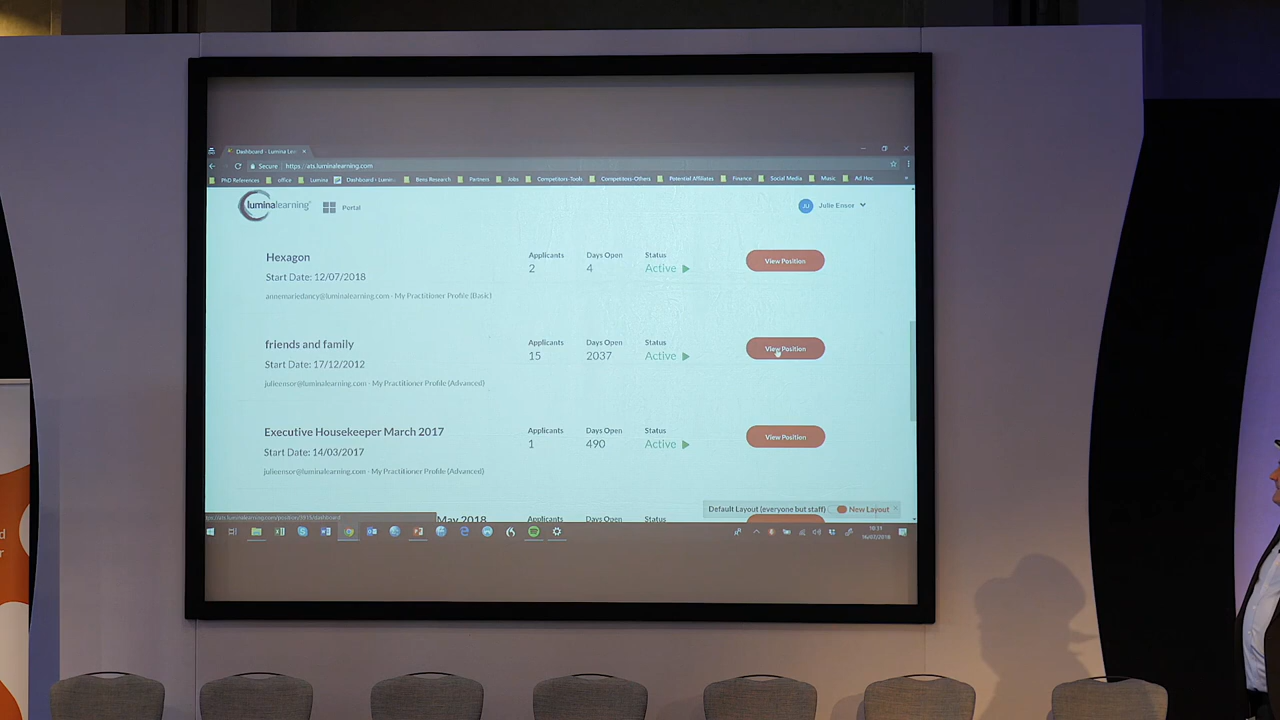 Dashboard - Lumina Lea
Secure https://ats.luminalearning.com
PhD References office Lumina Dashboard ‹ Lumin... Bens Research Partners Jobs Competitors-Tools Competitors-Others Potential Affiliates Finance Social Media Music Ad Hoc
luminalearning Portal JU Julie Ensor
Hexagon
Start Date: 12/07/2018
annemariedancy@luminalearning.com - My Practitioner Profile (Basic)
Applicants Days Open Status
2 4 Active
View Position
friends and family
Start Date: 17/12/2012
julieensor@luminalearning.com - My Practitioner Profile (Advanced)
Applicants Days Open Status
15 2037 Active
View Position
Executive Housekeeper March 2017
Start Date: 14/03/2017
julieensor@luminalearning.com - My Practitioner Profile (Advanced)
Applicants Days Open Status
1 490 Active
View Position
May 2018
Applicants Days Open Status
Default Layout (everyone but staff) New Layout
16/07/2018
d
r